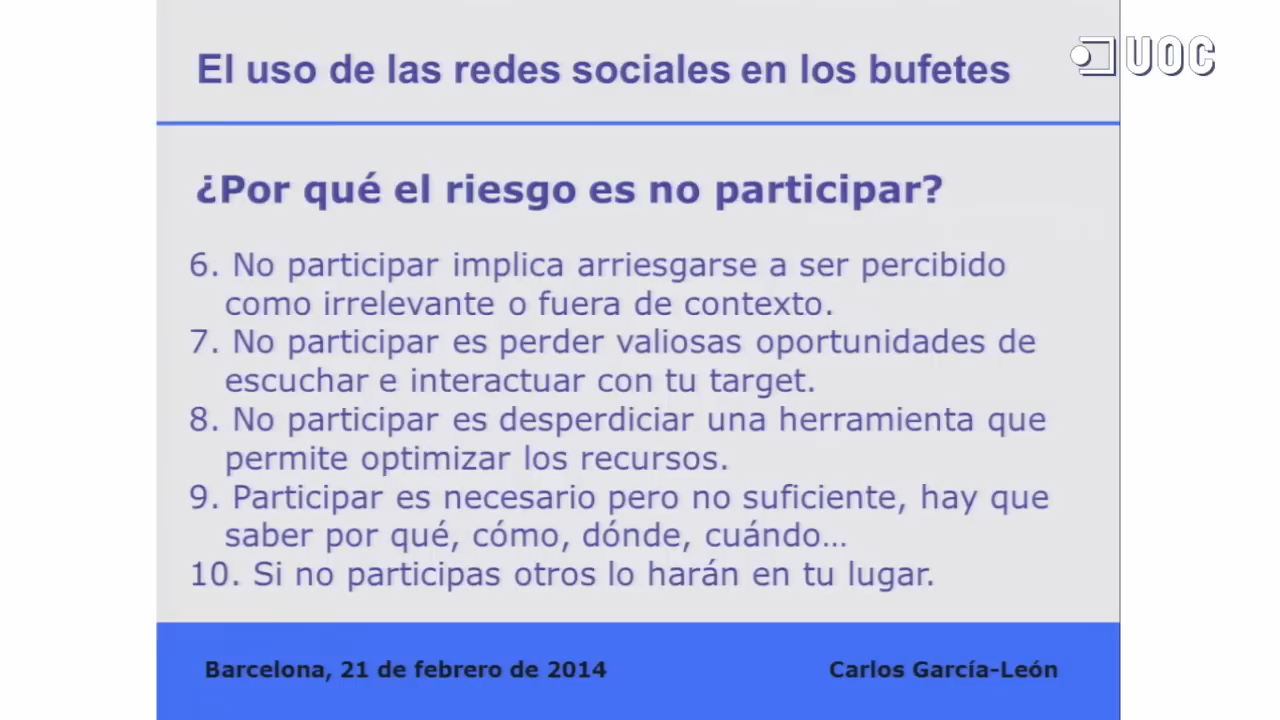 El uso de las redes sociales en los bufetes
UOC
¿Por qué el riesgo es no participar?
6. No participar implica arriesgarse a ser percibido
como irrelevante o fuera de contexto.
7. No participar es perder valiosas oportunidades de
escuchar e interactuar con tu target.
8. No participar es desperdiciar una herramienta que
permite optimizar los recursos.
9. Participar es necesario pero no suficiente, hay que
saber por qué, cómo, dónde, cuándo…
10. Si no participas otros lo harán en tu lugar.
Barcelona, 21 de febrero de 2014
Carlos García-León